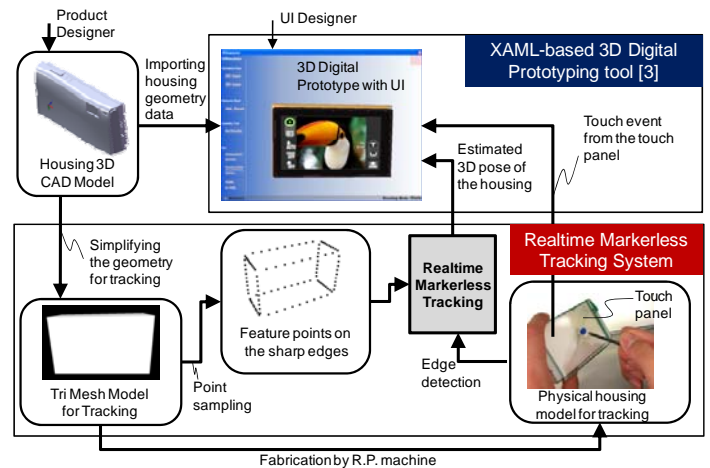 Product
Designer
UI Designer
XAML-based 3D Digital
Prototyping tool [3]
3D Digital
Prototype with UI
Importing
housing
geometry
data
Housing 3D
CAD Model
Estimated
3D pose of
the housing
Touch event
from the touch
panel
Simplifying
the geometry
for tracking
Realtime Markerless
Tracking System
Realtime
Markerless
Tracking
Feature points on
the sharp edges
Touch
panel
Tri Mesh Model
for Tracking
Point
sampling
Edge
detection
Physical housing
model for tracking
Fabrication by R.P. machine